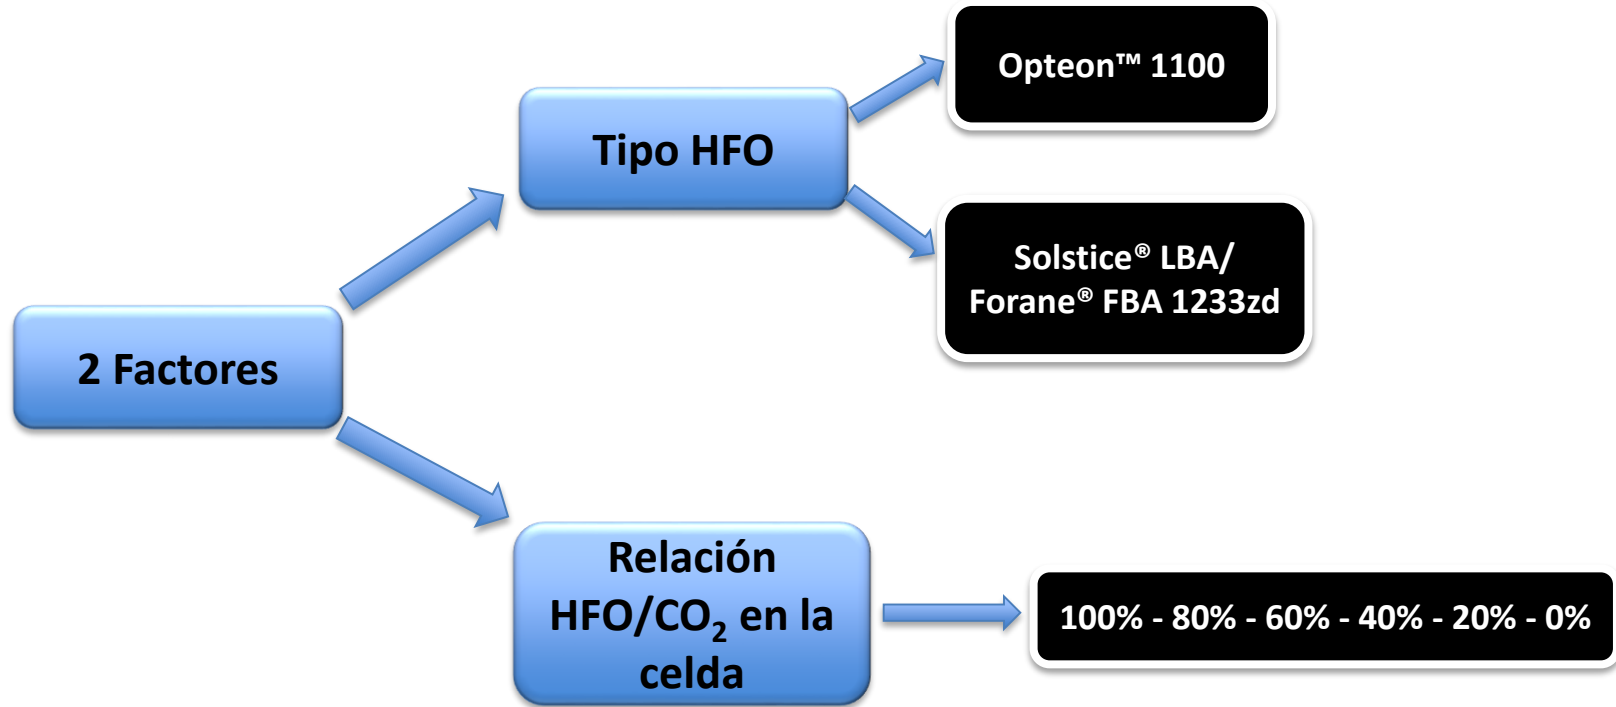 2 Factores
Tipo HFO
Opteon™ 1100
Solstice® LBA/
Forane® FBA 1233zd
Relación
HFO/CO₂ en la
celda
100% - 80% - 60% - 40% - 20% - 0%